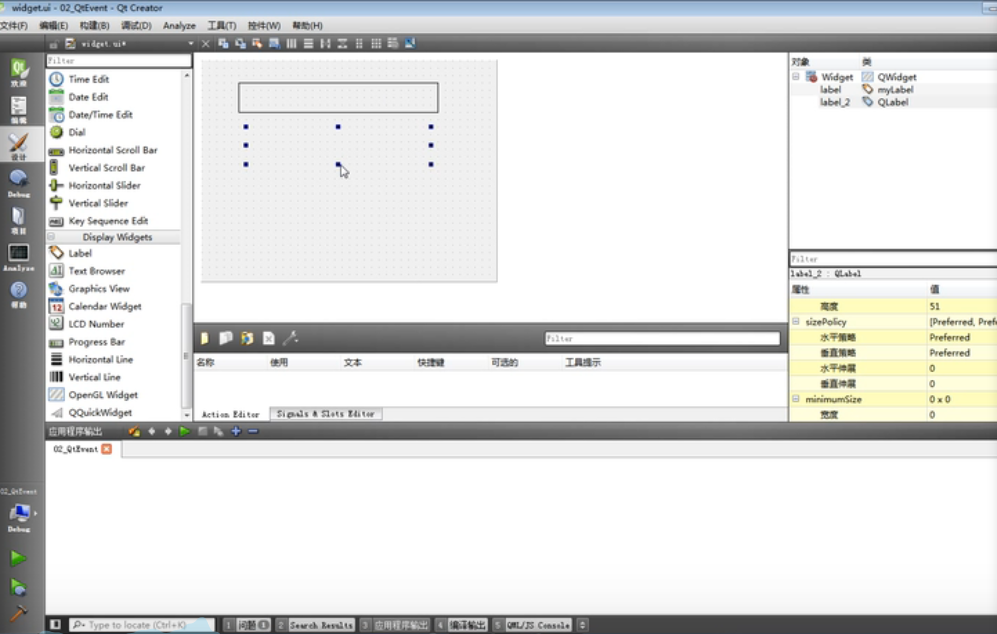 widget.ui - 02_QtEvent - Qt Creator
文件(F) 编辑(E) 构建(B) 调试(D) Analyze 工具(T) 控件(W) 帮助(H)
widget.ui*
Filter
Time Edit
Date Edit
Date/Time Edit
Dial
Horizontal Scroll Bar
Vertical Scroll Bar
Horizontal Slider
Vertical Slider
Key Sequence Edit
Display Widgets
Label
Text Browser
Graphics View
Calendar Widget
12
LCD Number
Progress Bar
Horizontal Line
Vertical Line
OpenGL Widget
QQuickWidget
欢迎
编辑
设计
Debug
项目
Analyze
帮助
02_QtEvent
Debug
Filter
名称 使用 文本 快捷键 可选的 工具提示
Action Editor Signals & Slots Editor
对象 类
Widget QWidget
label myLabel
label_2 QLabel
Filter
label_2 : QLabel
属性 值
高度 51
sizePolicy [Preferred, Pref
水平策略 Preferred
垂直策略 Preferred
水平伸展 0
垂直伸展 0
minimumSize 0 x 0
宽度 0
应用程序输出
02_QtEvent
Type to locate (Ctrl+K) 1 问题 1 2 Search Results 3 应用程序输出 4 编译输出 5 QML/JS Console